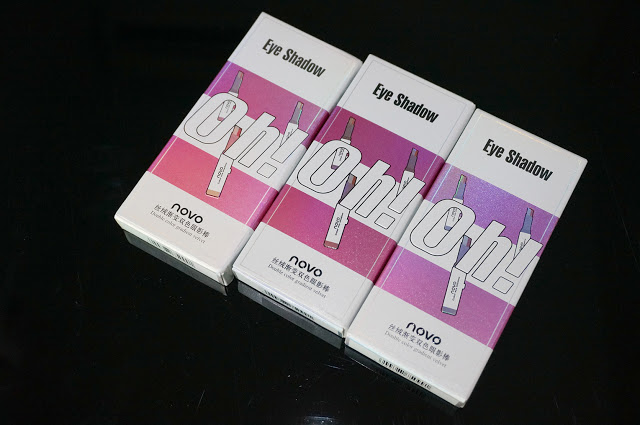 Eye Shadow
Oh!
novo
丝绒渐变双色眼影棒
Double color gradient velvet
Eye Shadow
Oh!
novo
丝绒渐变双色眼影棒
Double color gradient velvet
Eye Shadow
Oh!
novo
丝绒渐变双色眼影棒
Double color gradient velvet